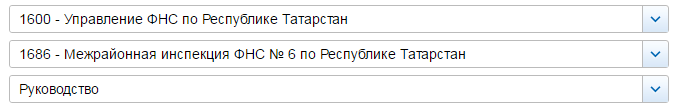 1600 - Управление ФНС по Республике Татарстан
1686 - Межрайонная инспекция ФНС № 6 по Республике Татарстан
Руководство